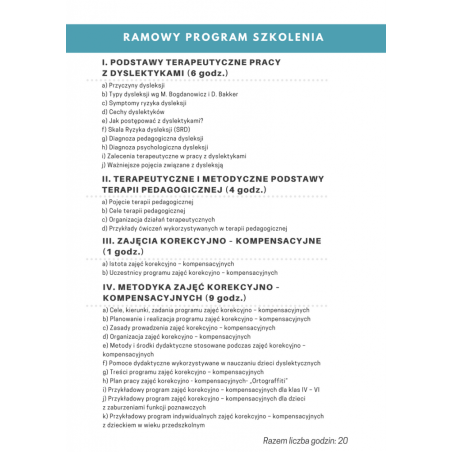 RAMOWY PROGRAM SZKOLENIA
I. PODSTAWY TERAPEUTYCZNE PRACY
Z DYSLEKTYKAMI (6 godz.)
a) Przyczyny dysleksji
b) Typy dysleksji wg M. Bogdanowicz i D. Bakker
c) Symptomy ryzyka dysleksji
d) Cechy dyslektyków
e) Jak postępować z dyslektykami?
f) Skala Ryzyka Dysleksji (SRD)
g) Diagnoza pedagogiczna dysleksji
h) Diagnoza psychologiczna dysleksji
i) Zalecenia terapeutyczne w pracy z dyslektykami
j) Ważniejsze pojęcia związane z dysleksją
II. TERAPEUTYCZNE I METODYCZNE PODSTAWY
TERAPII PEDAGOGICZNEJ (4 godz.)
a) Pojęcie terapii pedagogicznej
b) Cele terapii pedagogicznej
c) Organizacja działań terapeutycznych
d) Przykłady ćwiczeń wykorzystywanych w terapii pedagogicznej
III. ZAJĘCIA KOREKCYJNO - KOMPENSACYJNE
(1 godz.)
a) Istota zajęć korekcyjno – kompensacyjnych
b) Uczestnicy programu zajęć korekcyjno – kompensacyjnych
IV. METODYKA ZAJĘĆ KOREKCYJNO -
KOMPENSACYJNYCH (9 godz.)
a) Cele, kierunki, zadania programu zajęć korekcyjno – kompensacyjnych
b) Planowanie i realizacja programu zajęć korekcyjno – kompensacyjnych
c) Zasady prowadzenia zajęć korekcyjno – kompensacyjnych
d) Organizacja zajęć korekcyjno – kompensacyjnych
e) Metody i środki dydaktyczne stosowane podczas zajęć korekcyjno –
kompensacyjnych
f) Pomoce dydaktyczne wykorzystywane w nauczaniu dzieci dyslektycznych
g) Treści programu zajęć korekcyjno – kompensacyjnych
h) Plan pracy zajęć korekcyjno - kompensacyjnych- „Ortograffiti"
i) Przykładowy program zajęć korekcyjno – kompensacyjnych dla klas IV – VI
j) Przykładowy program zajęć korekcyjno – kompensacyjnych dla dzieci
z zaburzeniami funkcji poznawczych
k) Przykładowy program indywidualnych zajęć korekcyjno – kompensacyjnych
z dzieckiem w wieku przedszkolnym
Razem liczba godzin: 20